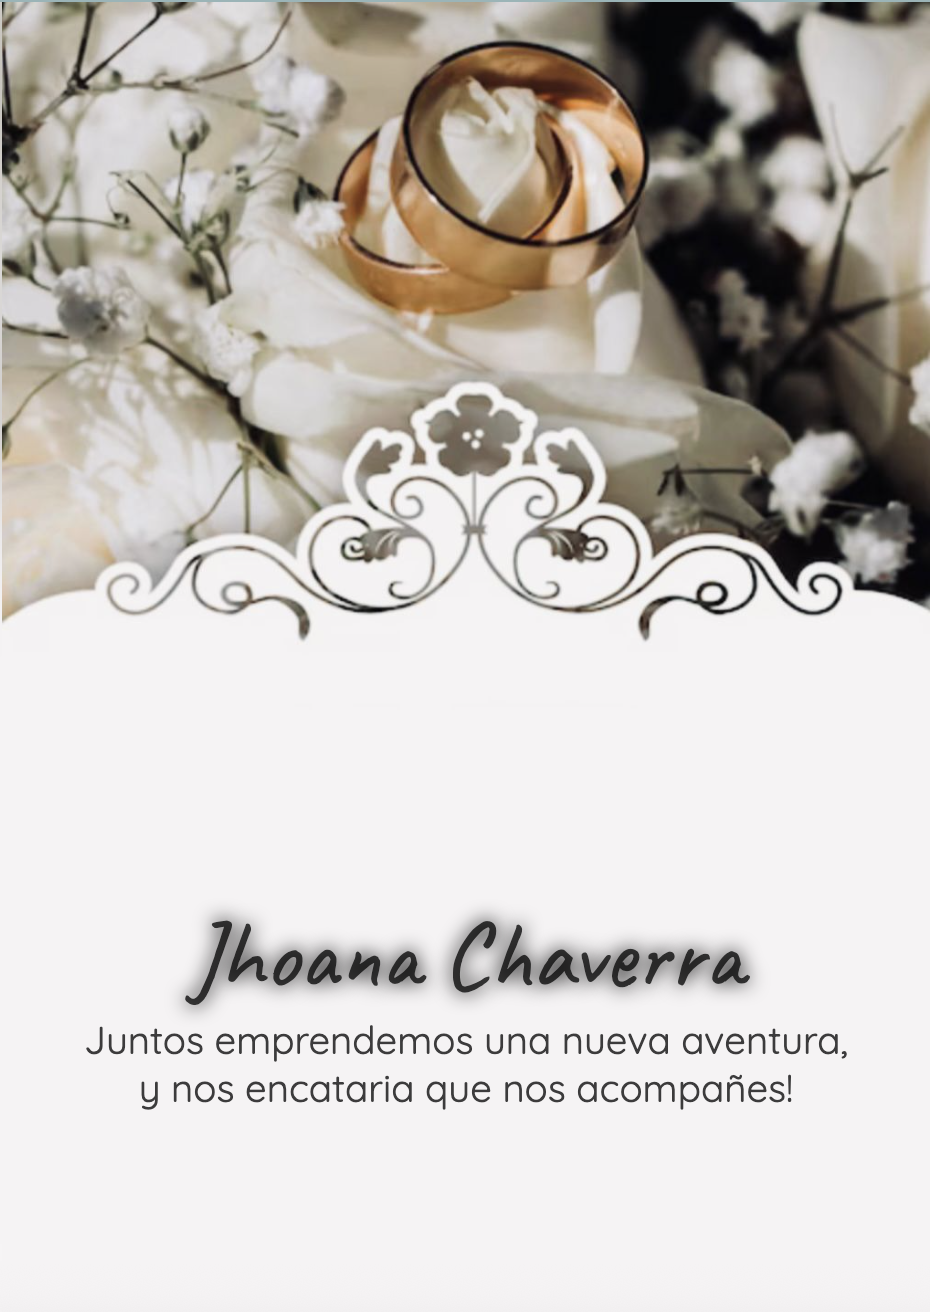 Jhoana Chaverra
Juntos emprendemos una nueva aventura,
y nos encataria que nos acompañes!